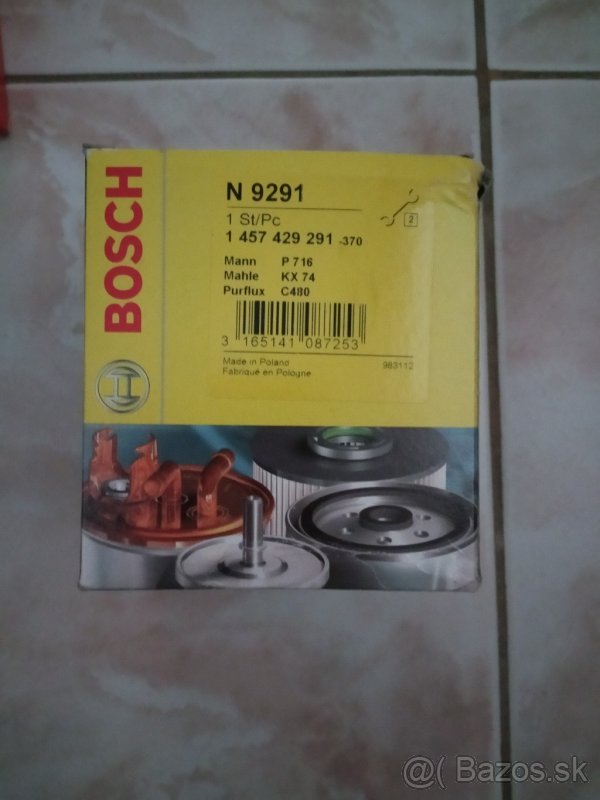 BOSCH
N 9291
1 St/Pc
2
1 457 429 291 -370
Mann P 716
Mahle KX 74
Purflux C480
3 165141 087253
Made in Poland
Fabriqué en Pologne
983112
@( Bazos.sk